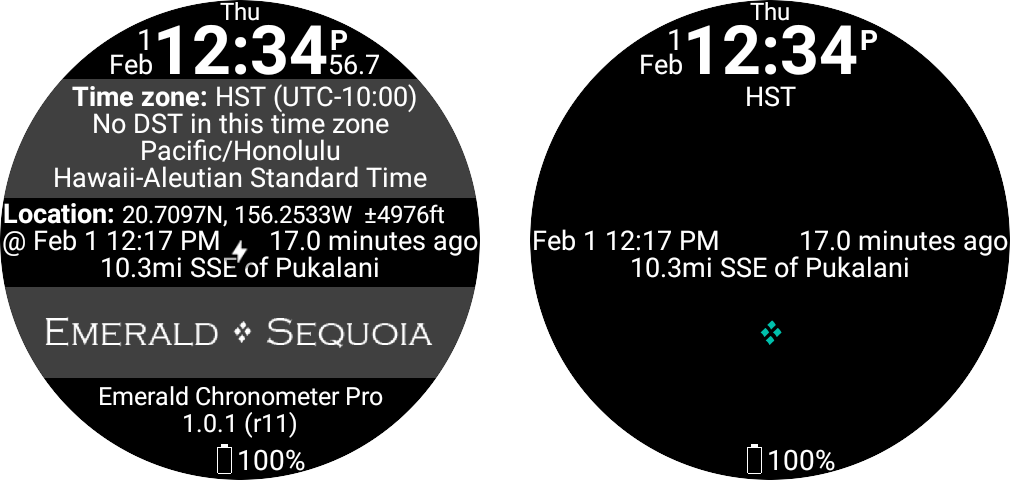 Thu
1
Feb 12:34 P
56.7
Time zone: HST (UTC-10:00)
No DST in this time zone
Pacific/Honolulu
Hawaii-Aleutian Standard Time
Location: 20.7097N, 156.2533W ±4976ft
@ Feb 1 12:17 PM 17.0 minutes ago
10.3mi SSE of Pukalani
EMERALD SEQUOIA
Emerald Chronometer Pro
1.0.1 (r11)
100%
Thu
1
Feb 12:34 P
HST
Feb 1 12:17 PM 17.0 minutes ago
10.3mi SSE of Pukalani
100%